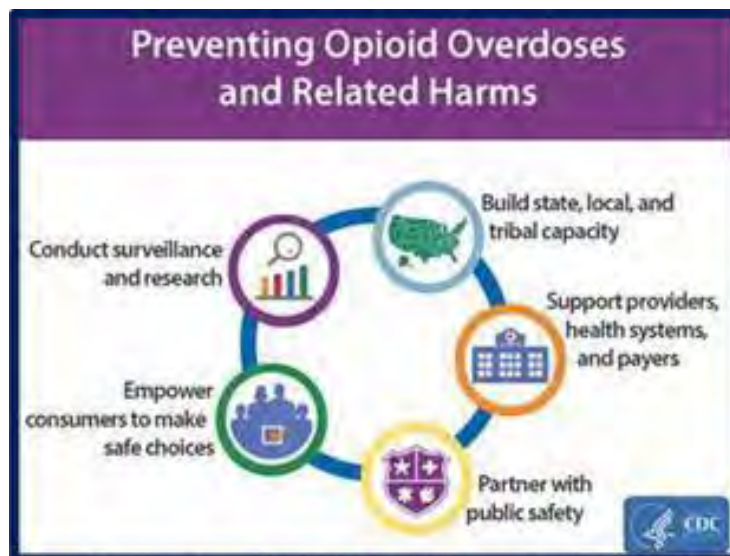 Preventing Opioid Overdoses
and Related Harms
Build state, local, and
tribal capacity
Conduct surveillance
and research
Support providers,
health systems,
and payers
Empower
consumers to make
safe choices
Partner with
public safety
CDC